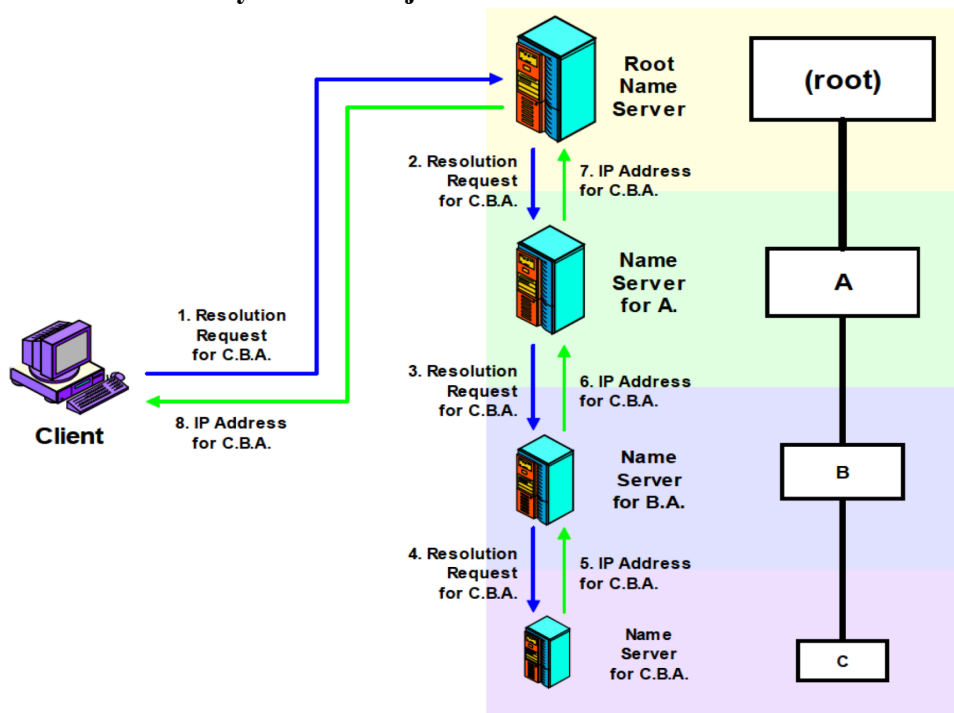 Root
Name
Server
(root)
2. Resolution
Request
for C.B.A.
7. IP Address
for C.B.A.
Name
Server
for A.
A
1. Resolution
Request
for C.B.A.
3. Resolution
Request
for C.B.A.
6. IP Address
for C.B.A.
Client
8. IP Address
for C.B.A.
Name
Server
for B.A.
B
4. Resolution
Request
for C.B.A.
5. IP Address
for C.B.A.
Name
Server
for C.B.A.
C